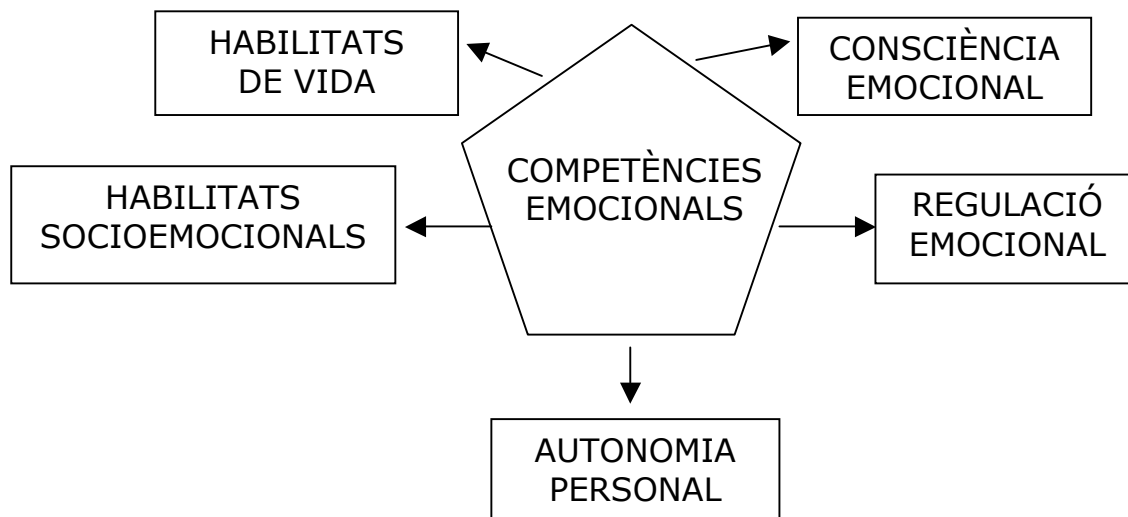 HABILITATS
DE VIDA
CONSCIÈNCIA
EMOCIONAL
COMPETÈNCIES
EMOCIONALS
HABILITATS
SOCIOEMOCIONALS
REGULACIÓ
EMOCIONAL
AUTONOMIA
PERSONAL